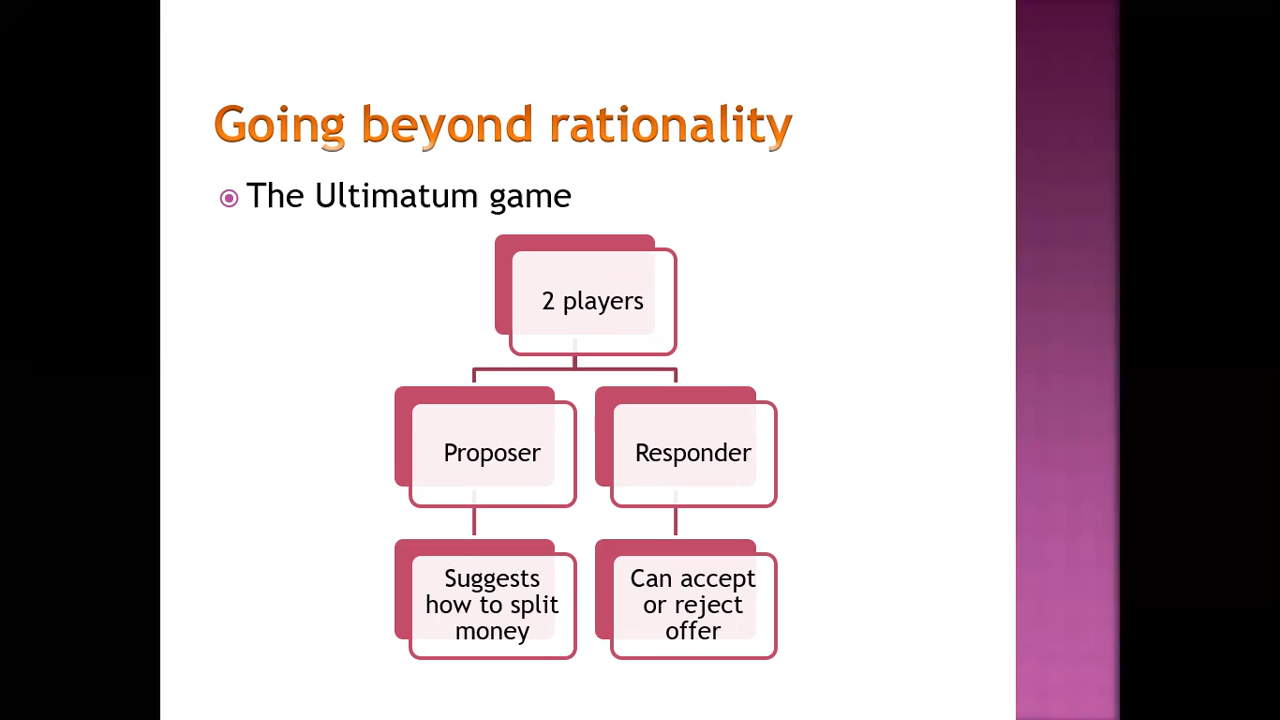 Going beyond rationality
The Ultimatum game
2 players
Proposer
Responder
Suggests
how to split
money
Can accept
or reject
offer